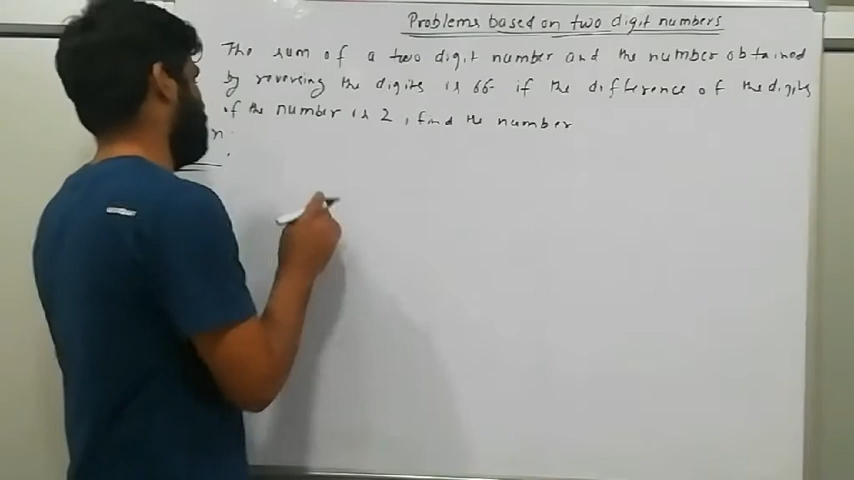 Problems based on two digit numbers
The sum of a two digit number and the number obtained
by reversing the digits is 66 if the difference of the digits
of the number is 2, find the number
n: